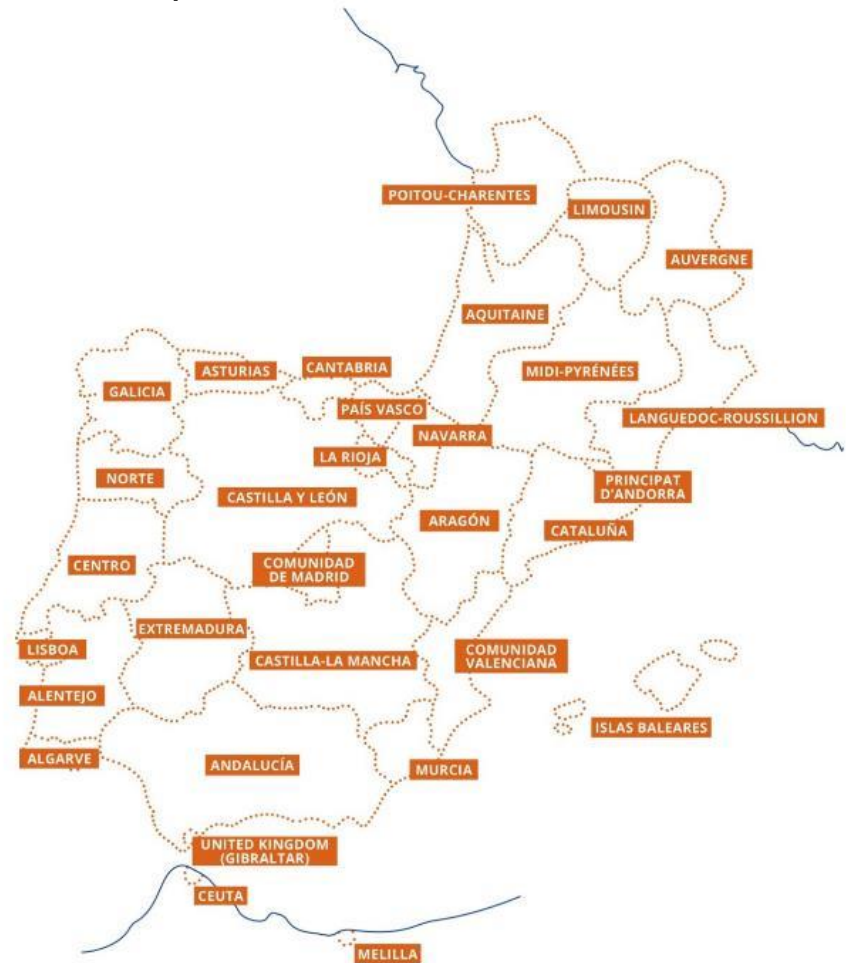 POITOU-CHARENTES
LIMOUSIN
AUVERGNE
AQUITAINE
ASTURIAS
CANTABRIA
MIDI-PYRÉNÉES
GALICIA
PAÍS VASCO
LANGUEDOC-ROUSSILLION
NAVARRA
LA RIOJA
NORTE
PRINCIPAT
D'ANDORRA
CASTILLA Y LEÓN
ARAGÓN
CATALUÑA
CENTRO
COMUNIDAD
DE MADRID
EXTREMADURA
LISBOA
CASTILLA-LA MANCHA
COMUNIDAD
VALENCIANA
ALENTEJO
ISLAS BALEARES
ALGARVE
ANDALUCÍA
MURCIA
UNITED KINGDOM
(GIBRALTAR)
CEUTA
MELILLA